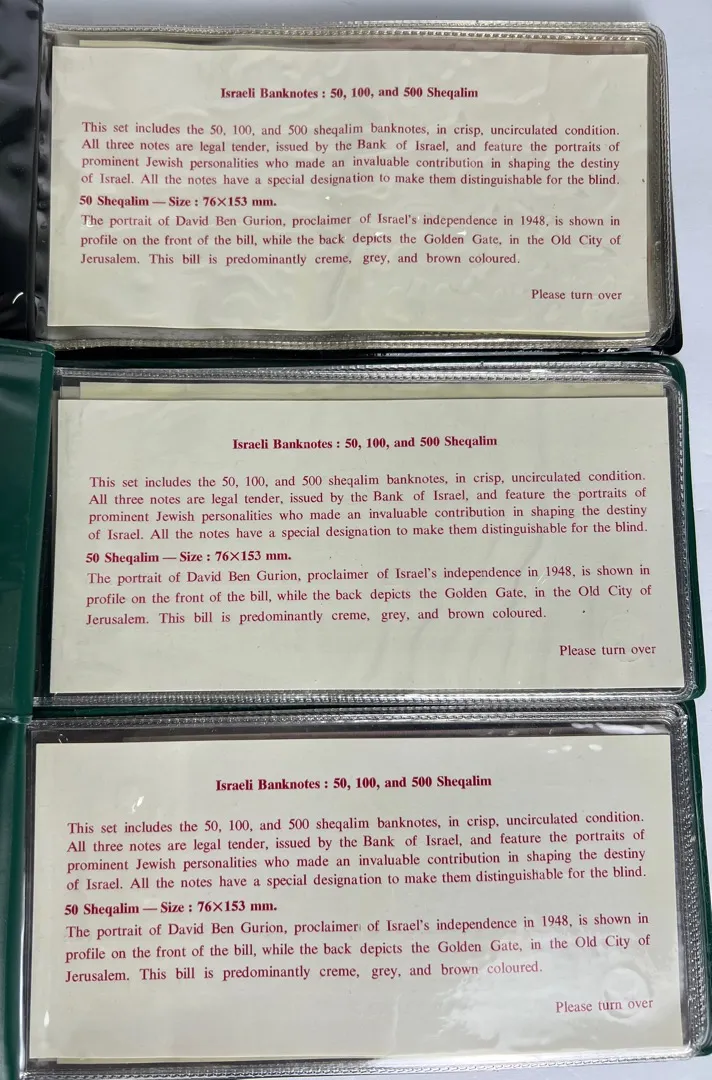 Israeli Banknotes : 50, 100, and 500 Sheqalim
This set includes the 50, 100, and 500 sheqalim banknotes, in crisp, uncirculated condition.
All three notes are legal tender, issued by the Bank of Israel, and feature the portraits of
prominent Jewish personalities who made an invaluable contribution in shaping the destiny
of Israel. All the notes have a special designation to make them distinguishable for the blind.
50 Sheqalim — Size : 76×153 mm.
The portrait of David Ben Gurion, proclaimer of Israel's independence in 1948, is shown in
profile on the front of the bill, while the back depicts the Golden Gate, in the Old City of
Jerusalem. This bill is predominantly creme, grey, and brown coloured.
Please turn over
Israeli Banknotes : 50, 100, and 500 Sheqalim
This set includes the 50, 100, and 500 sheqalim banknotes, in crisp, uncirculated condition.
All three notes are legal tender, issued by the Bank of Israel, and feature the portraits of
prominent Jewish personalities who made an invaluable contribution in shaping the destiny
of Israel. All the notes have a special designation to make them distinguishable for the blind.
50 Sheqalim — Size : 76×153 mm.
The portrait of David Ben Gurion, proclaimer of Israel's independence in 1948, is shown in
profile on the front of the bill, while the back depicts the Golden Gate, in the Old City of
Jerusalem. This bill is predominantly creme, grey, and brown coloured.
Please turn over
Israeli Banknotes : 50, 100, and 500 Sheqalim
This set includes the 50, 100, and 500 sheqalim banknotes, in crisp, uncirculated condition.
All three notes are legal tender, issued by the Bank of Israel, and feature the portraits of
prominent Jewish personalities who made an invaluable contribution in shaping the destiny
of Israel. All the notes have a special designation to make them distinguishable for the blind.
50 Sheqalim — Size : 76×153 mm.
The portrait of David Ben Gurion, proclaimer of Israel's independence in 1948, is shown in
profile on the front of the bill, while the back depicts the Golden Gate, in the Old City of
Jerusalem. This bill is predominantly creme, grey, and brown coloured.
Please turn over